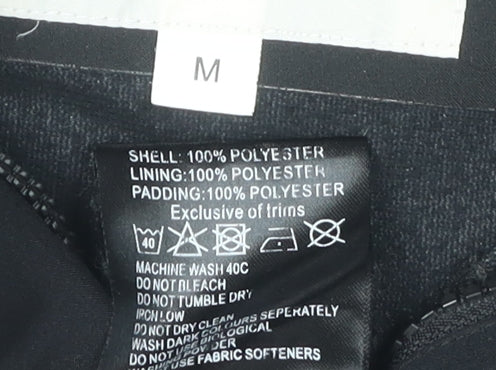 M
SHELL: 100% POLYESTER
LINING:100% POLYESTER
PADDING:100% POLYESTER
Exclusive of trims
40
MACHINE WASH 40C
DO NOT BLEACH
DO NOT TUMBLE DRY
IRON LOW
DO NOT DRY CLEAN
WASH DARK COLOURS SEPERATELY
DO NOT USE BIOLOGICAL
WASHING POWDER
USE FABRIC SOFTENERS